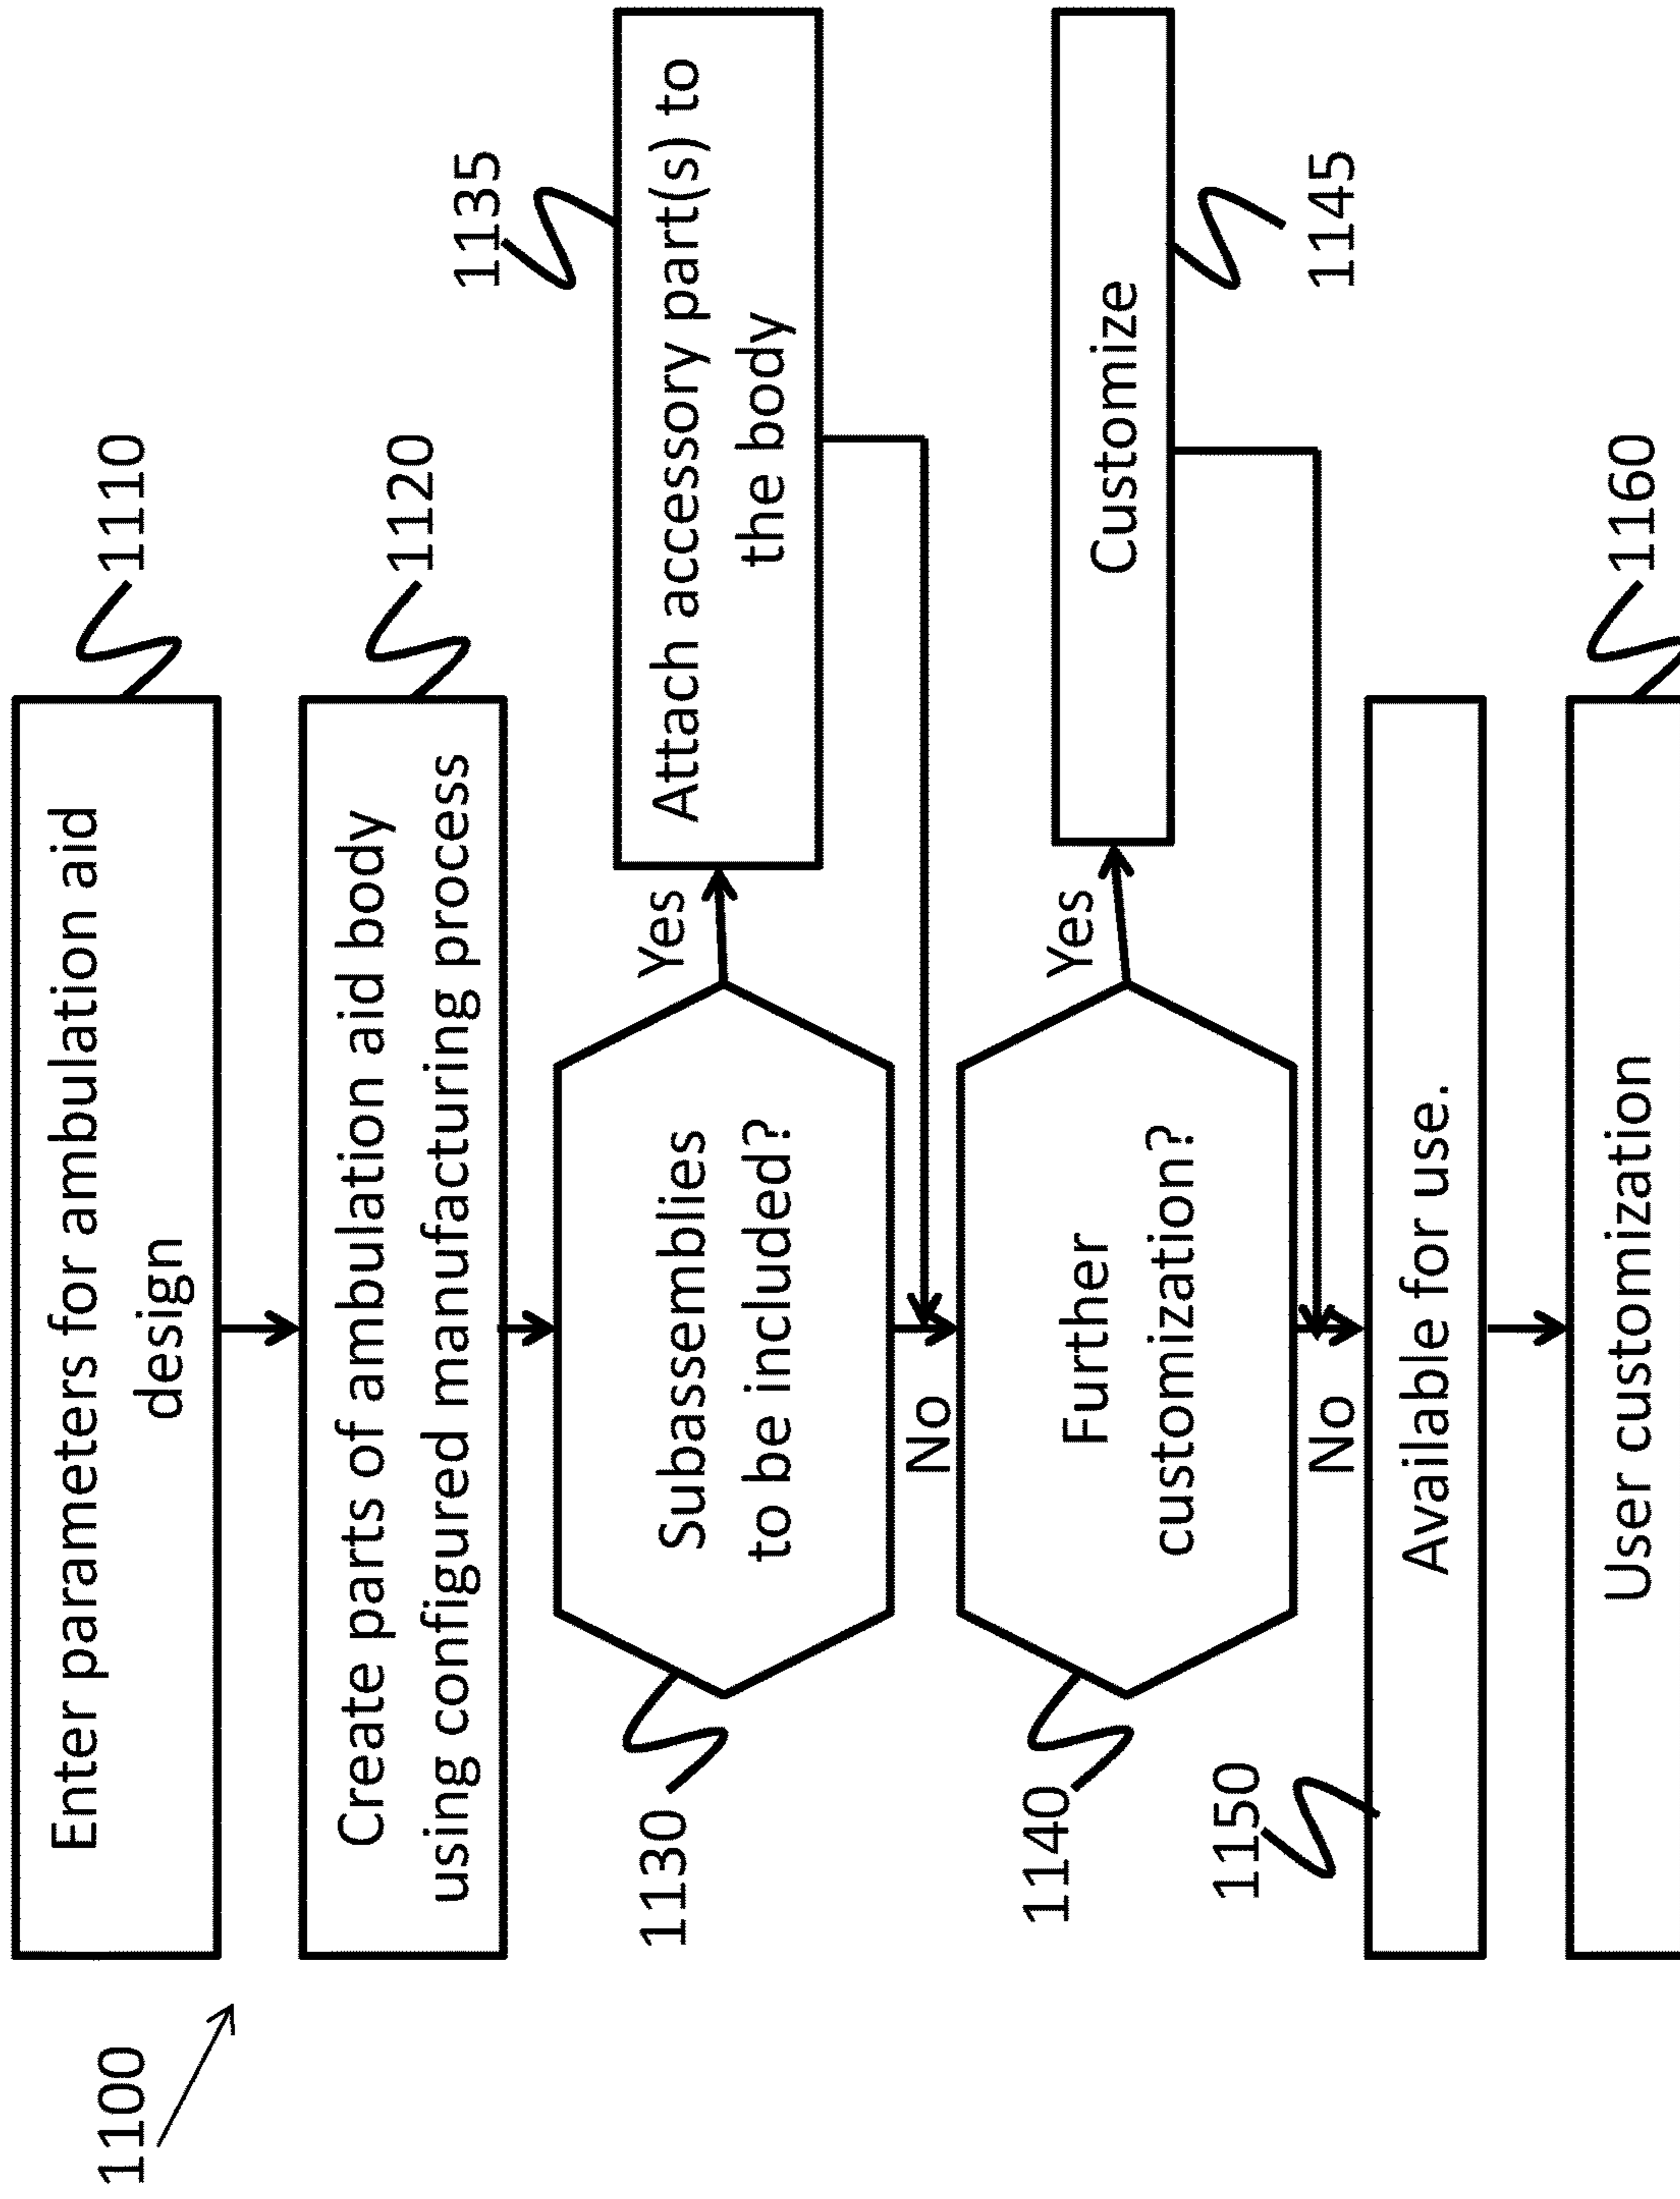 1100
Enter parameters for ambulation aid
design
1110
Create parts of ambulation aid body
using configured manufacturing process
1120
1130
Subassemblies
to be included?
Yes
Attach accessory part(s) to
the body
1135
No
1140
Further
customization?
Yes
Customize
1145
No
1150
Available for use.
User customization
1160